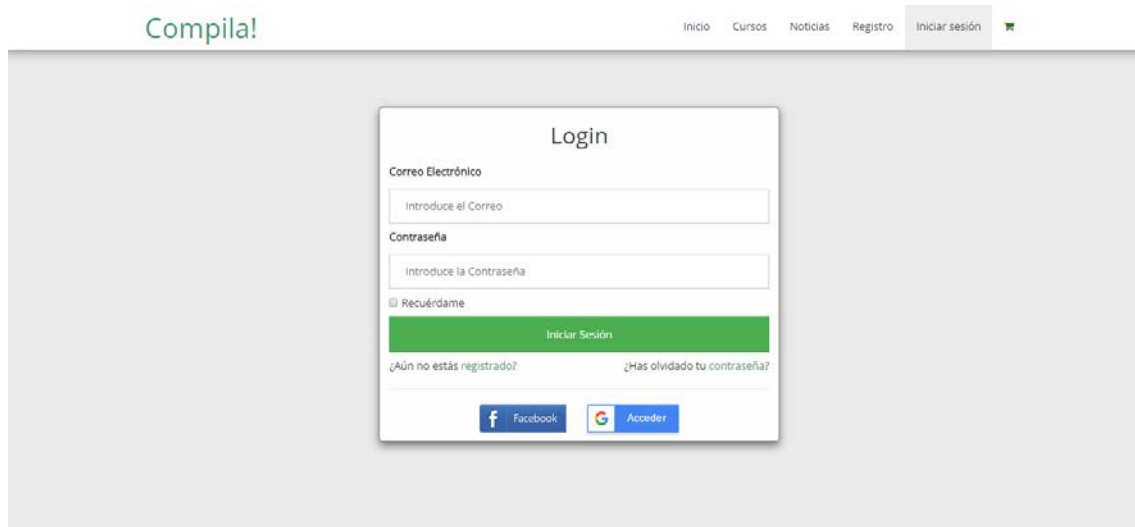 Compila!
Inicio Cursos Noticias Registro Iniciar sesión
Login
Correo Electrónico
Introduce el Correo
Contraseña
Introduce la Contraseña
Recuérdame
Iniciar Sesión
¿Aún no estás registrado? ¿Has olvidado tu contraseña?
f Facebook G Acceder